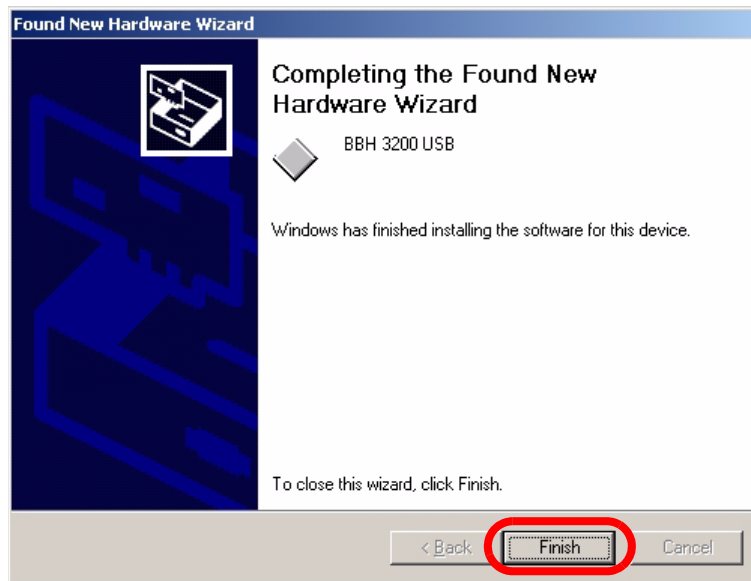 Found New Hardware Wizard
Completing the Found New
Hardware Wizard
BBH 3200 USB
Windows has finished installing the software for this device.
To close this wizard, click Finish.
< Back
Finish
Cancel